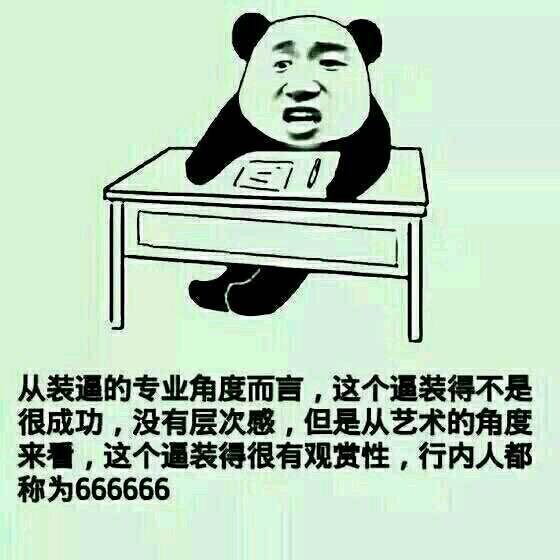 从装逼的专业角度而言，这个逼装得不是
很成功，没有层次感，但是从艺术的角度
来看，这个逼装得很有观赏性，行内人都
称为666666